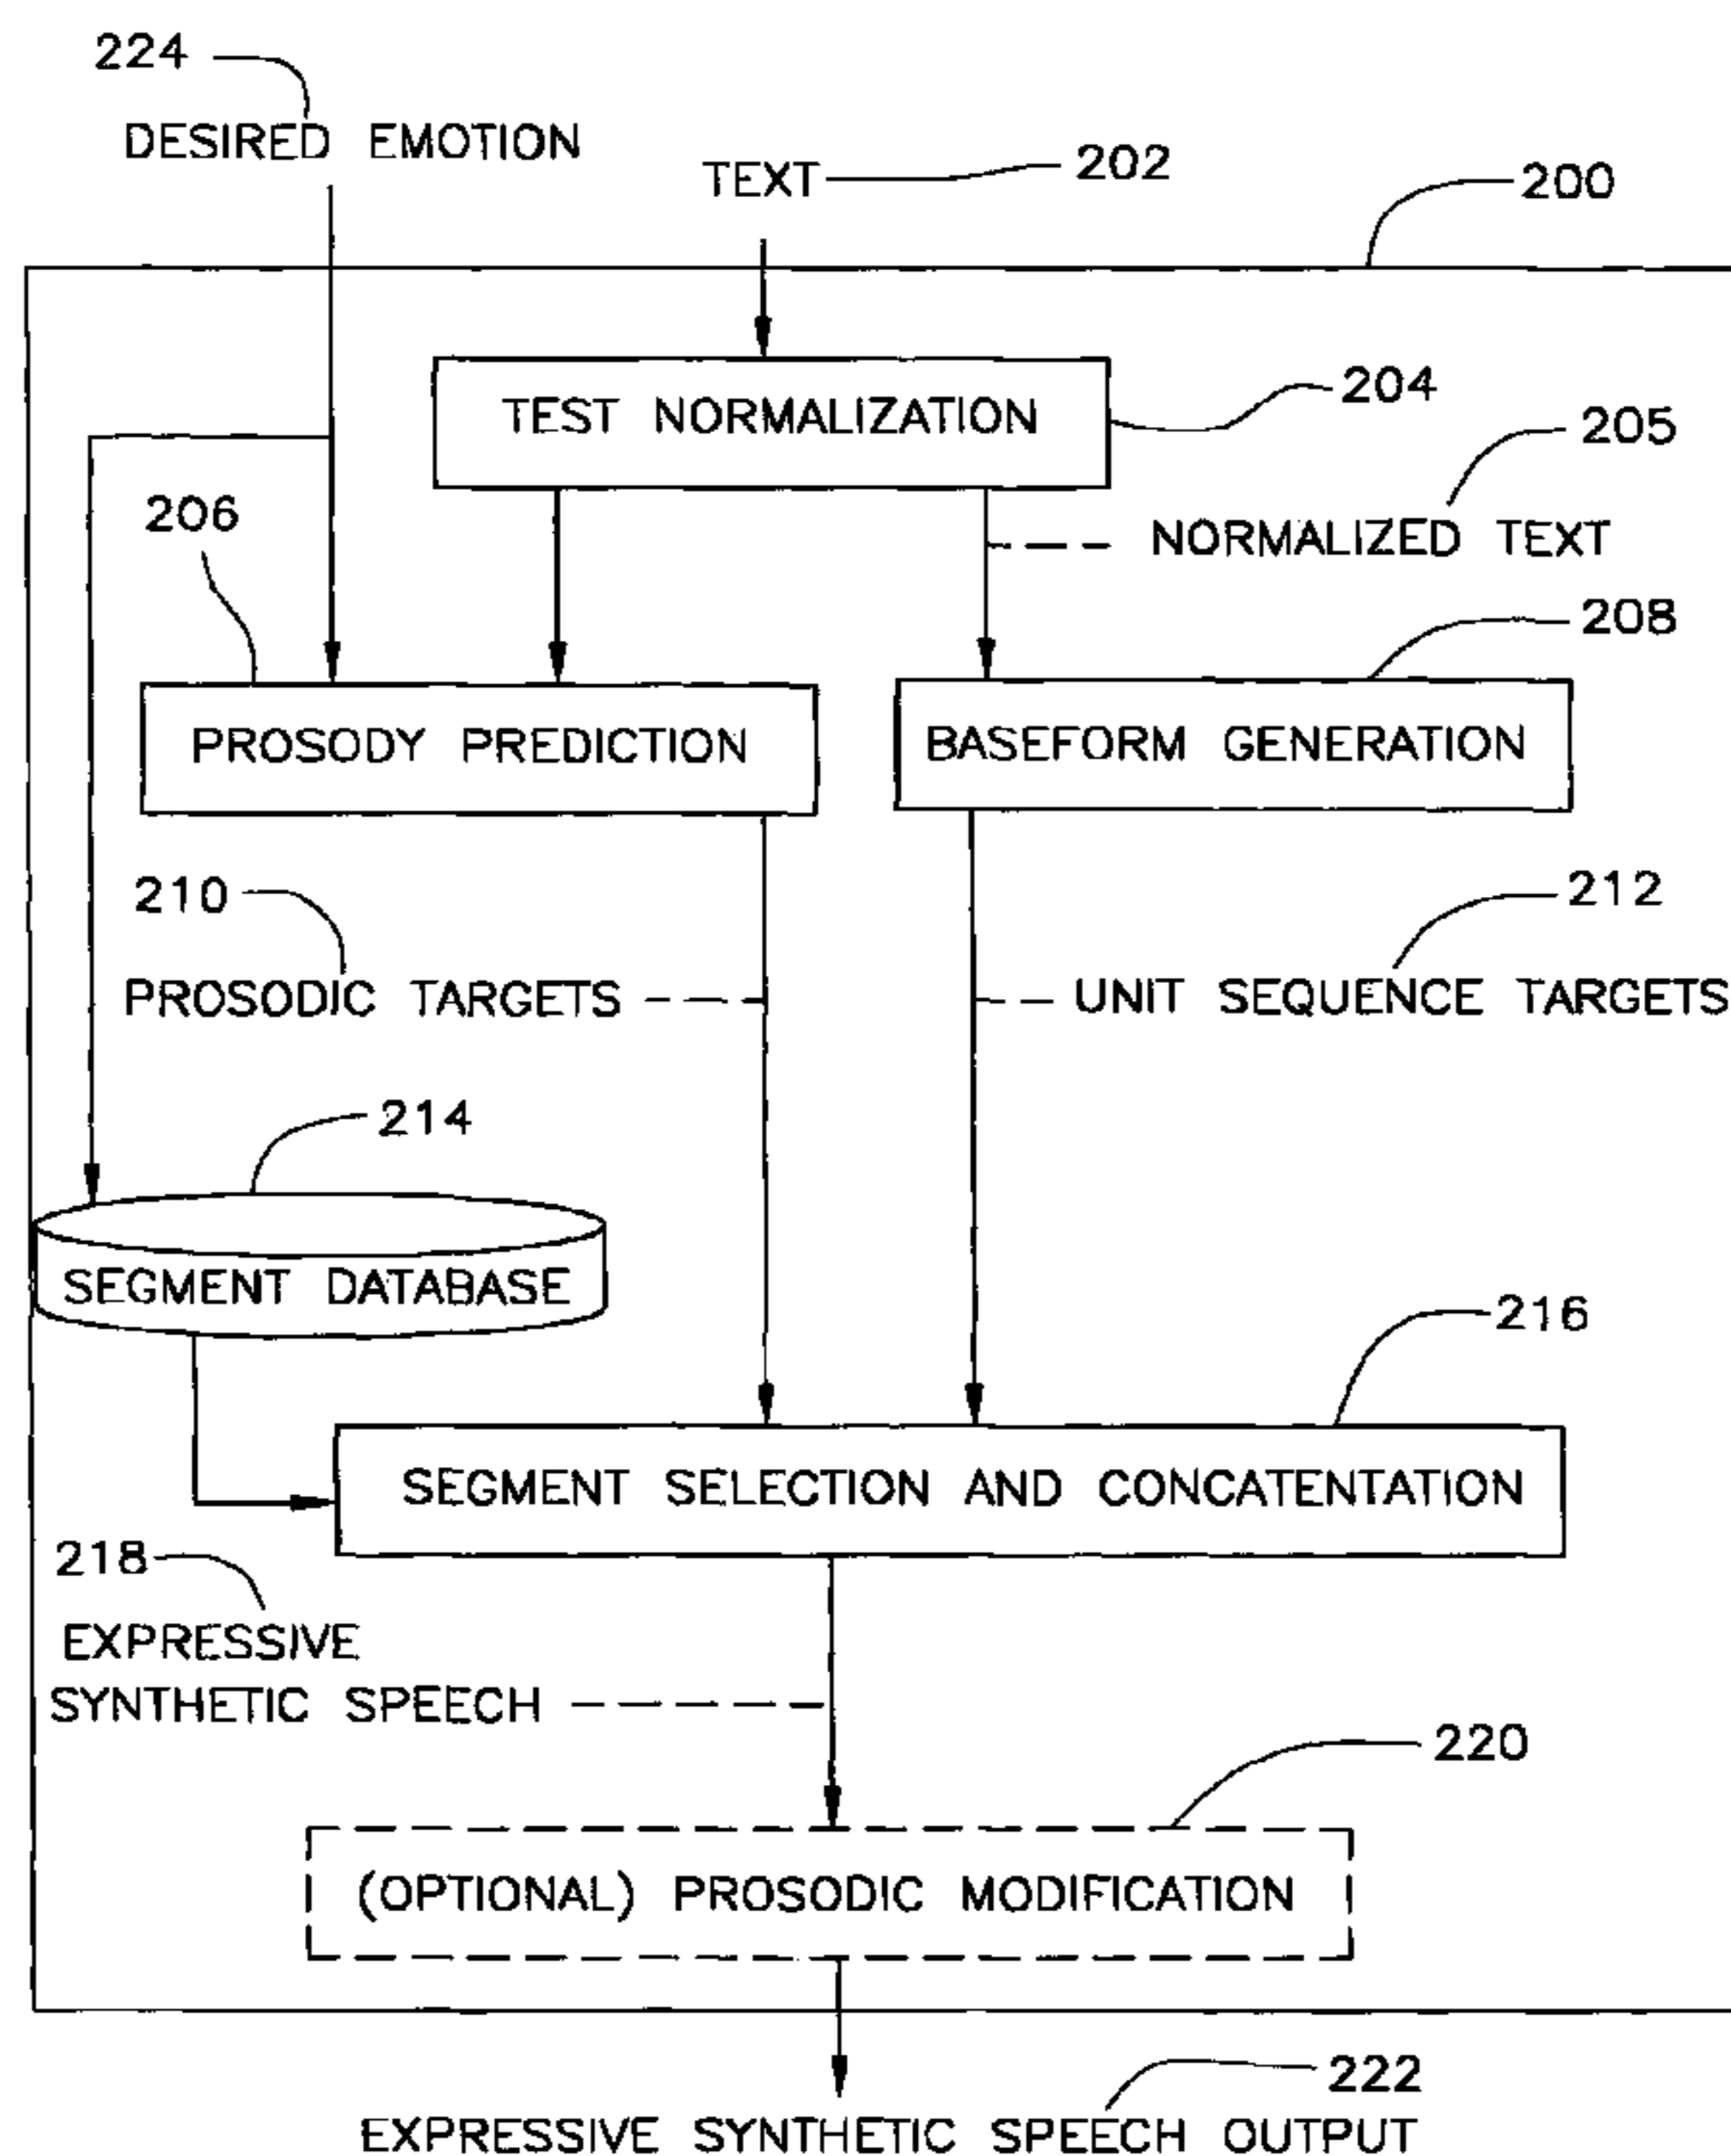 224
DESIRED EMOTION
TEXT
202
200
TEST NORMALIZATION
204
205
NORMALIZED TEXT
206
208
PROSODY PREDICTION
BASEFORM GENERATION
210
212
PROSODIC TARGETS
UNIT SEQUENCE TARGETS
214
SEGMENT DATABASE
216
SEGMENT SELECTION AND CONCATENTATION
218
EXPRESSIVE
SYNTHETIC SPEECH
220
(OPTIONAL) PROSODIC MODIFICATION
222
EXPRESSIVE SYNTHETIC SPEECH OUTPUT